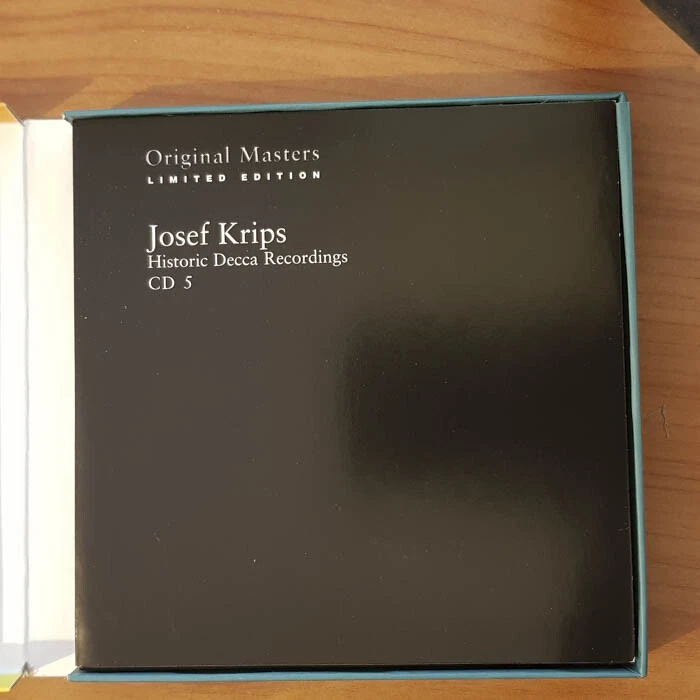 Original Masters
LIMITED EDITION
Josef Krips
Historic Decca Recordings
CD 5